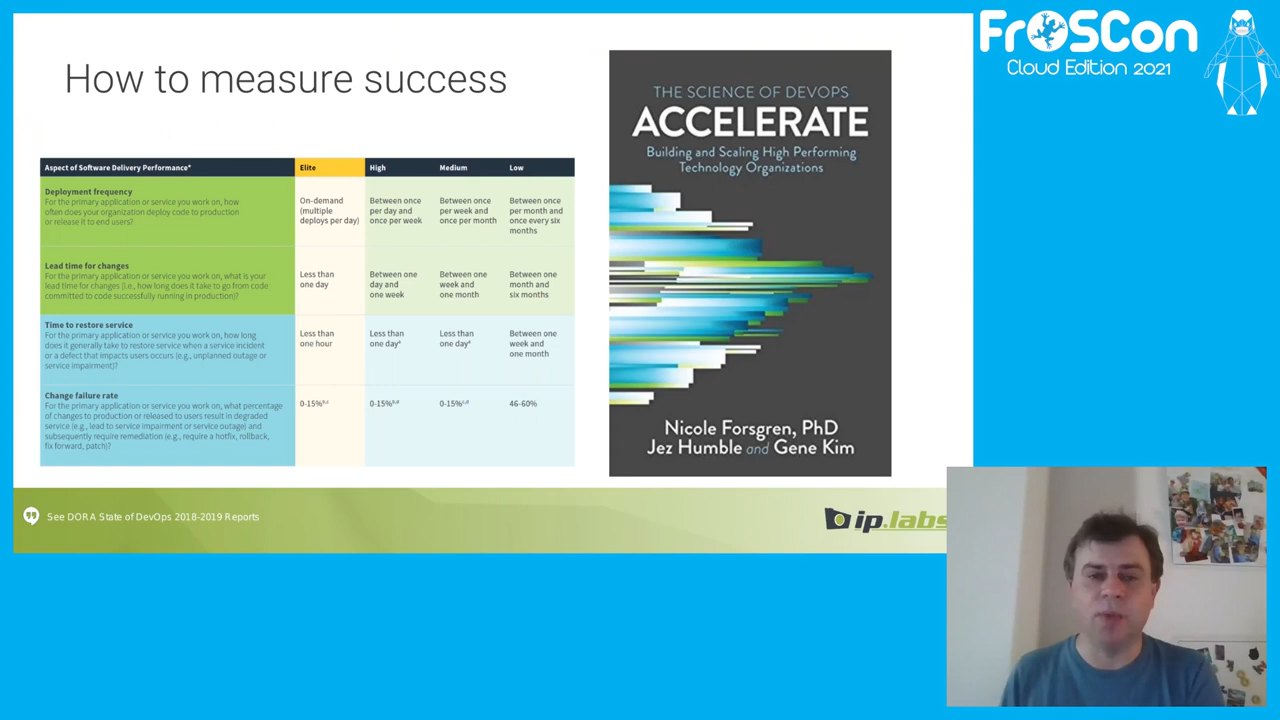 How to measure success
Aspect of Software Delivery Performance*
Elite
High
Medium
Low
Deployment frequency
For the primary application or service you work on, how
often does your organization deploy code to production
or release it to end users?
On-demand
(multiple
deploys per day)
Between once
per day and
once per week
Between once
per week and
once per month
Between once
per month and
once every six
months
Lead time for changes
For the primary application or service you work on, what is your
lead time for changes (i.e., how long does it take to go from code
committed to code successfully running in production)?
Less than
one day
Between one
day and
one week
Between one
week and
one month
Between one
month and
six months
Time to restore service
For the primary application or service you work on, how long
does it generally take to restore service when a service incident
or a defect that impacts users occurs (e.g., unplanned outage or
service impairment)?
Less than
one hour
Less than
one dayᵃ
Less than
one dayᵃ
Between one
week and
one month
Change failure rate
For the primary application or service you work on, what percentage
of changes to production or released to users result in degraded
service (e.g., lead to service impairment or service outage) and
subsequently require remediation (e.g., require a hotfix, rollback,
fix forward, patch)?
0-15%
0-15%
0-15%
46-60%
THE SCIENCE OF DEVOPS
ACCELERATE
Building and Scaling High Performing
Technology Organizations
Nicole Forsgren, PhD
Jez Humble and Gene Kim
See DORA State of DevOps 2018-2019 Reports
ip.labs
FrOSCon
Cloud Edition 2021